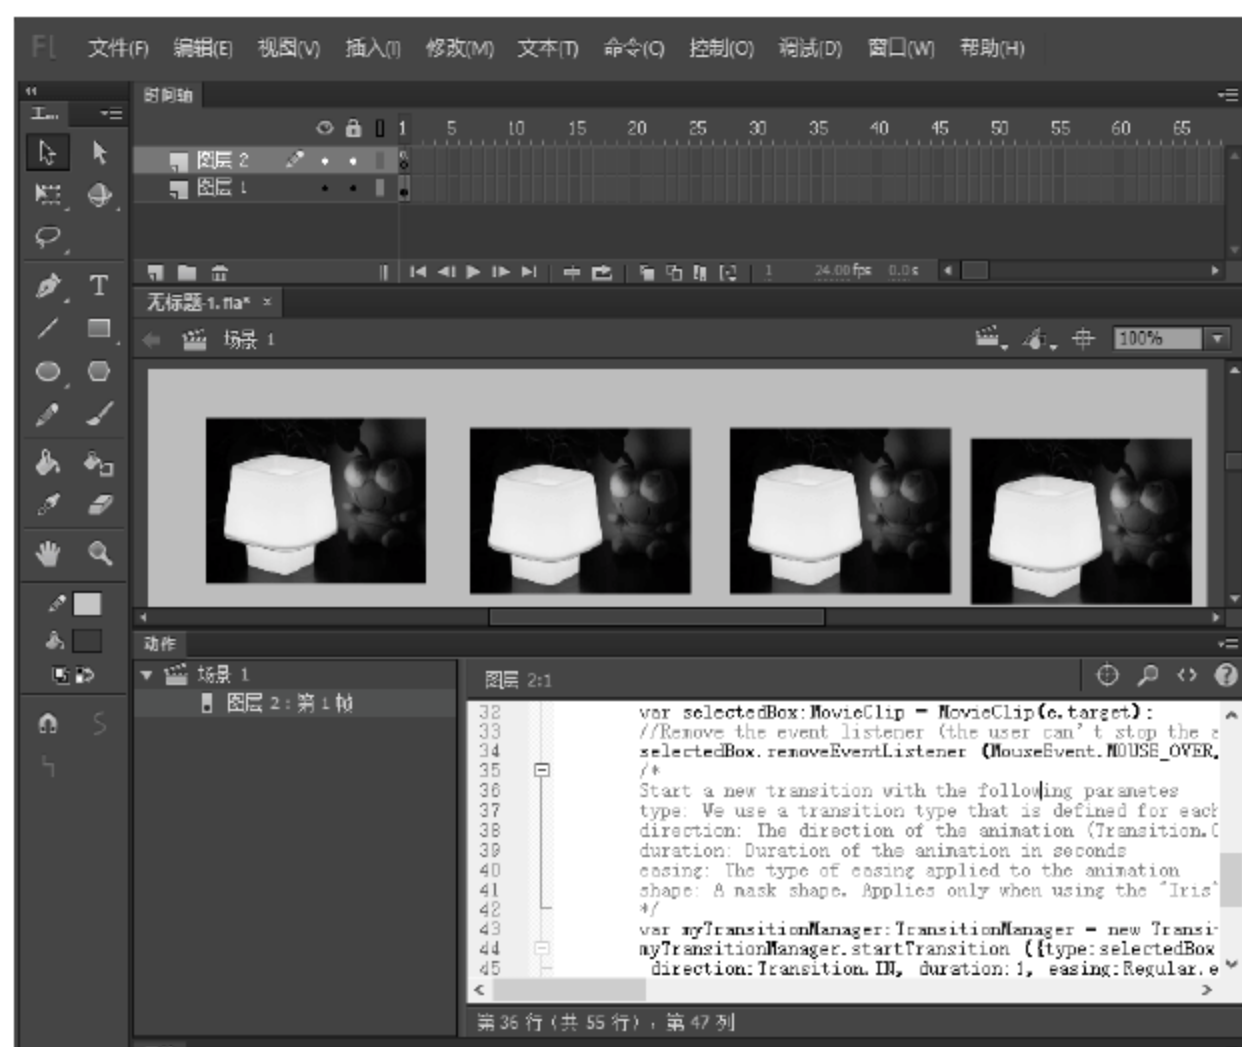 Fl 文件(F) 编辑(E) 视图(V) 插入(I) 修改(M) 文本(T) 命令(C) 控制(O) 调试(D) 窗口(W) 帮助(H)
工... 时间轴
1 5 10 15 20 25 30 35 40 45 50 55 60 65
图层 2
图层 1
1 24.00 fps 0.0 s
无标题-1.fla* ×
场景 1 100%
T
动作
场景 1
图层 2:第 1 帧
图层 2:1
32 var selectedBox:MovieClip = MovieClip(e.target);
33 //Remove the event listener (the user can't stop the
34 selectedBox.removeEventListener (MouseEvent.MOUSE_OVER,
35 /*
36 Start a new transition with the following parametes
37 type: We use a transition type that is defined for each
38 direction: The direction of the animation (Transition.
39 duration: Duration of the animation in seconds
40 easing: The type of easing applied to the animation
41 shape: A mask shape. Applies only when using the "Iris"
42 */
43 var myTransitionManager:TransitionManager = new Transi
44 myTransitionManager.startTransition ({type:selectedBox
45 direction:Transition.IN, duration:1, easing:Regular.e
第 36 行(共 55 行),第 47 列